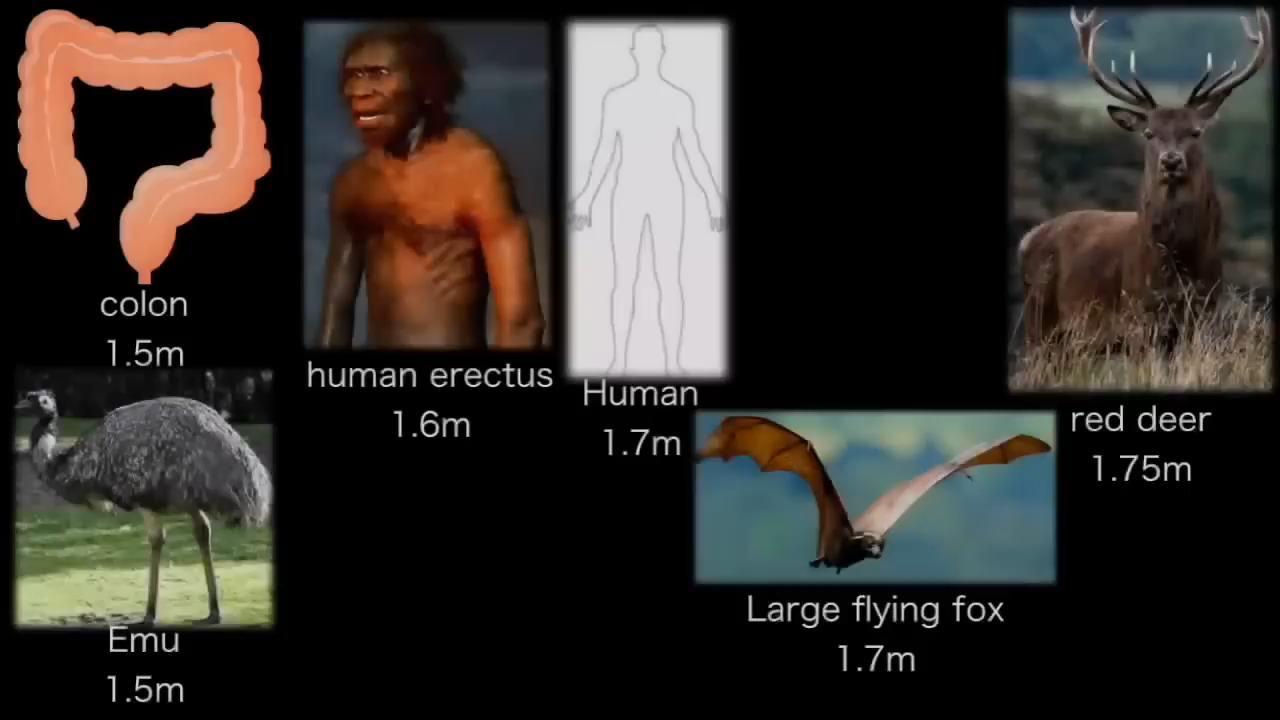 colon
1.5m
human erectus
1.6m
Human
1.7m
red deer
1.75m
Large flying fox
1.7m
Emu
1.5m